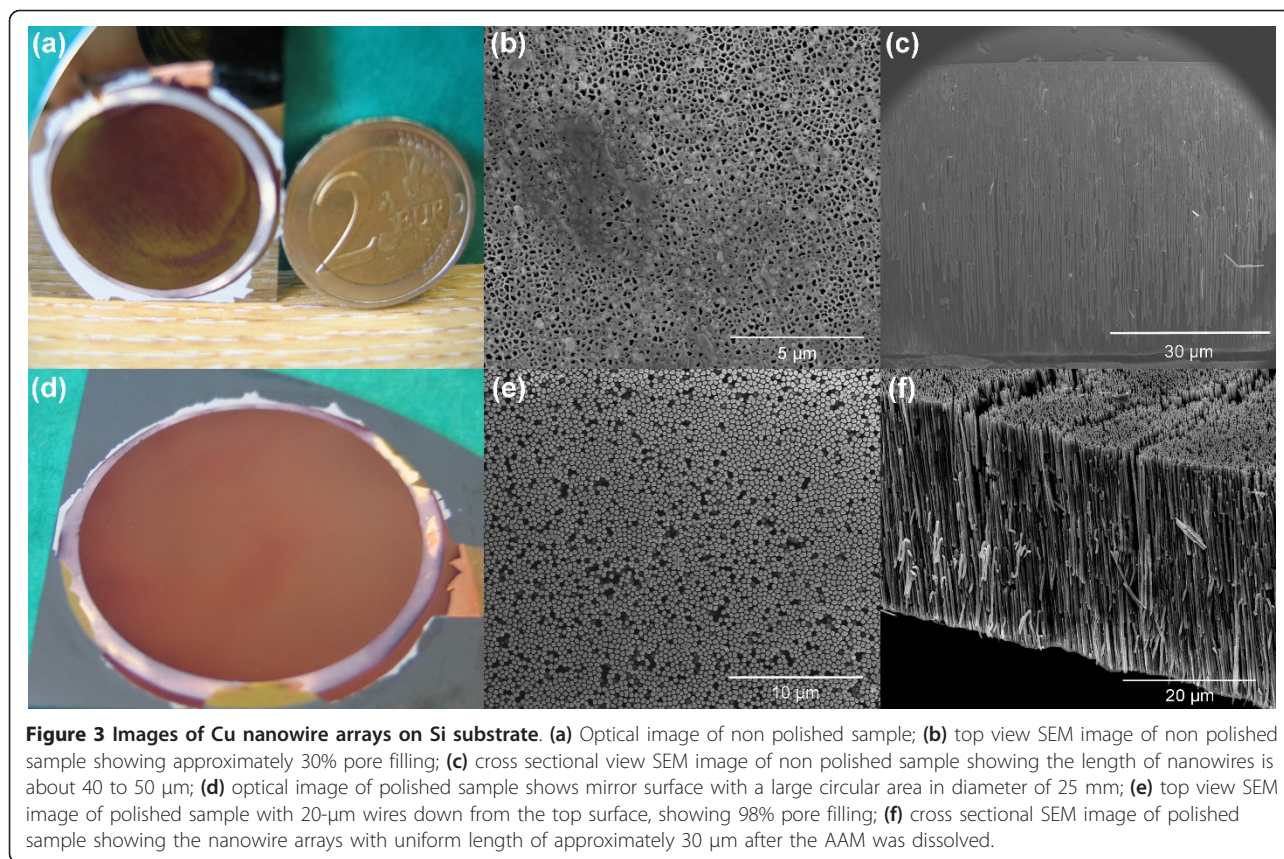 (a)
2 EUR
(b)
5 µm
(c)
30 µm
(d)
(e)
10 µm
(f)
20 µm
Figure 3 Images of Cu nanowire arrays on Si substrate. (a) Optical image of non polished sample; (b) top view SEM image of non polished
sample showing approximately 30% pore filling; (c) cross sectional view SEM image of non polished sample showing the length of nanowires is
about 40 to 50 µm; (d) optical image of polished sample shows mirror surface with a large circular area in diameter of 25 mm; (e) top view SEM
image of polished sample with 20-µm wires down from the top surface, showing 98% pore filling; (f) cross sectional SEM image of polished
sample showing the nanowire arrays with uniform length of approximately 30 µm after the AAM was dissolved.